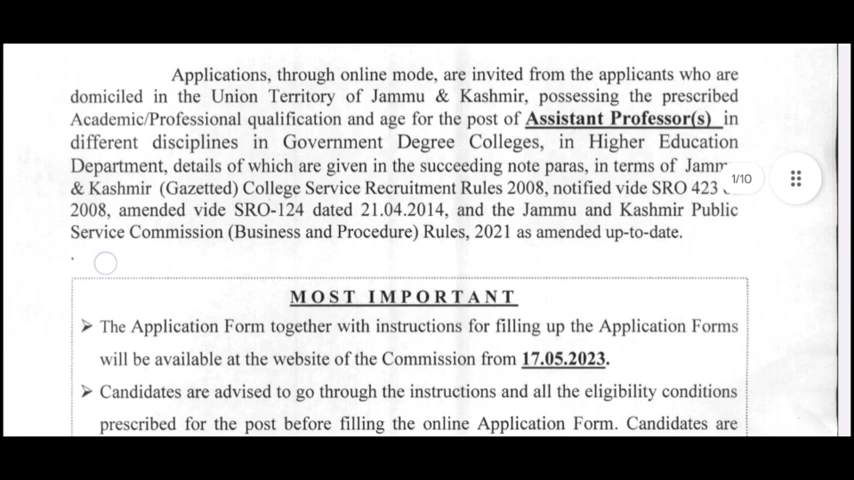 Applications, through online mode, are invited from the applicants who are
domiciled in the Union Territory of Jammu & Kashmir, possessing the prescribed
Academic/Professional qualification and age for the post of Assistant Professor(s) in
different disciplines in Government Degree Colleges, in Higher Education
Department, details of which are given in the succeeding note paras, in terms of
& Kashmir (Gazetted) College Service Recruitment Rules 2008, notified vide SRO 423
1/10
2008, amended vide SRO-124 dated 21.04.2014, and the Jammu and Kashmir Public
Service Commission (Business and Procedure) Rules, 2021 as amended up-to-date.
MOST IMPORTANT
➢ The Application Form together with instructions for filling up the Application Forms
will be available at the website of the Commission from 17.05.2023.
➢ Candidates are advised to go through the instructions and all the eligibility conditions
prescribed for the post before filling the online Application Form. Candidates are